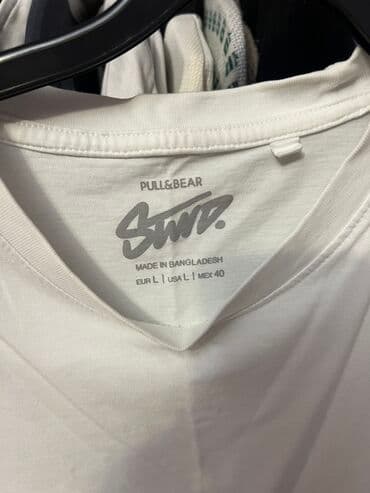 PULL&BEAR
STWD.
MADE IN BANGLADESH
EUR L | USA L | MEX 40